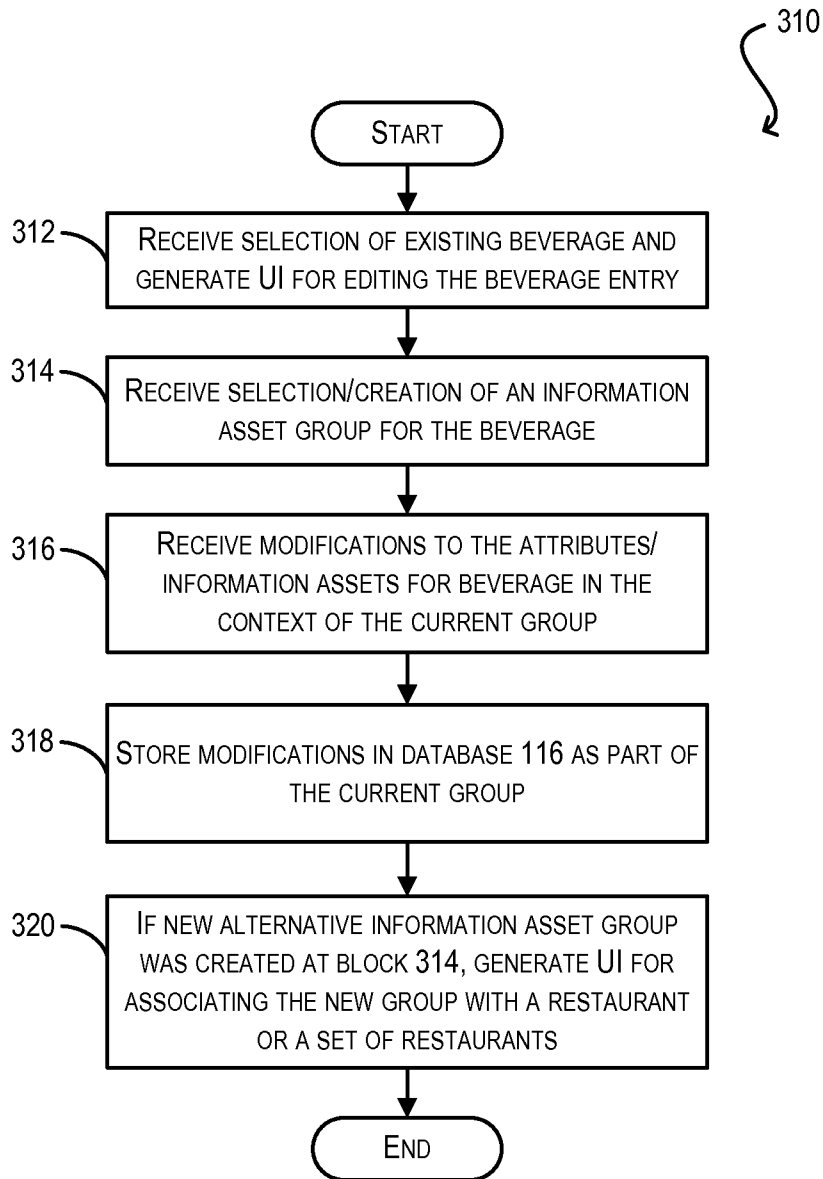 310
START
312
RECEIVE SELECTION OF EXISTING BEVERAGE AND
GENERATE UI FOR EDITING THE BEVERAGE ENTRY
314
RECEIVE SELECTION/CREATION OF AN INFORMATION
ASSET GROUP FOR THE BEVERAGE
316
RECEIVE MODIFICATIONS TO THE ATTRIBUTES/
INFORMATION ASSETS FOR BEVERAGE IN THE
CONTEXT OF THE CURRENT GROUP
318
STORE MODIFICATIONS IN DATABASE 116 AS PART OF
THE CURRENT GROUP
320
IF NEW ALTERNATIVE INFORMATION ASSET GROUP
WAS CREATED AT BLOCK 314, GENERATE UI FOR
ASSOCIATING THE NEW GROUP WITH A RESTAURANT
OR A SET OF RESTAURANTS
END